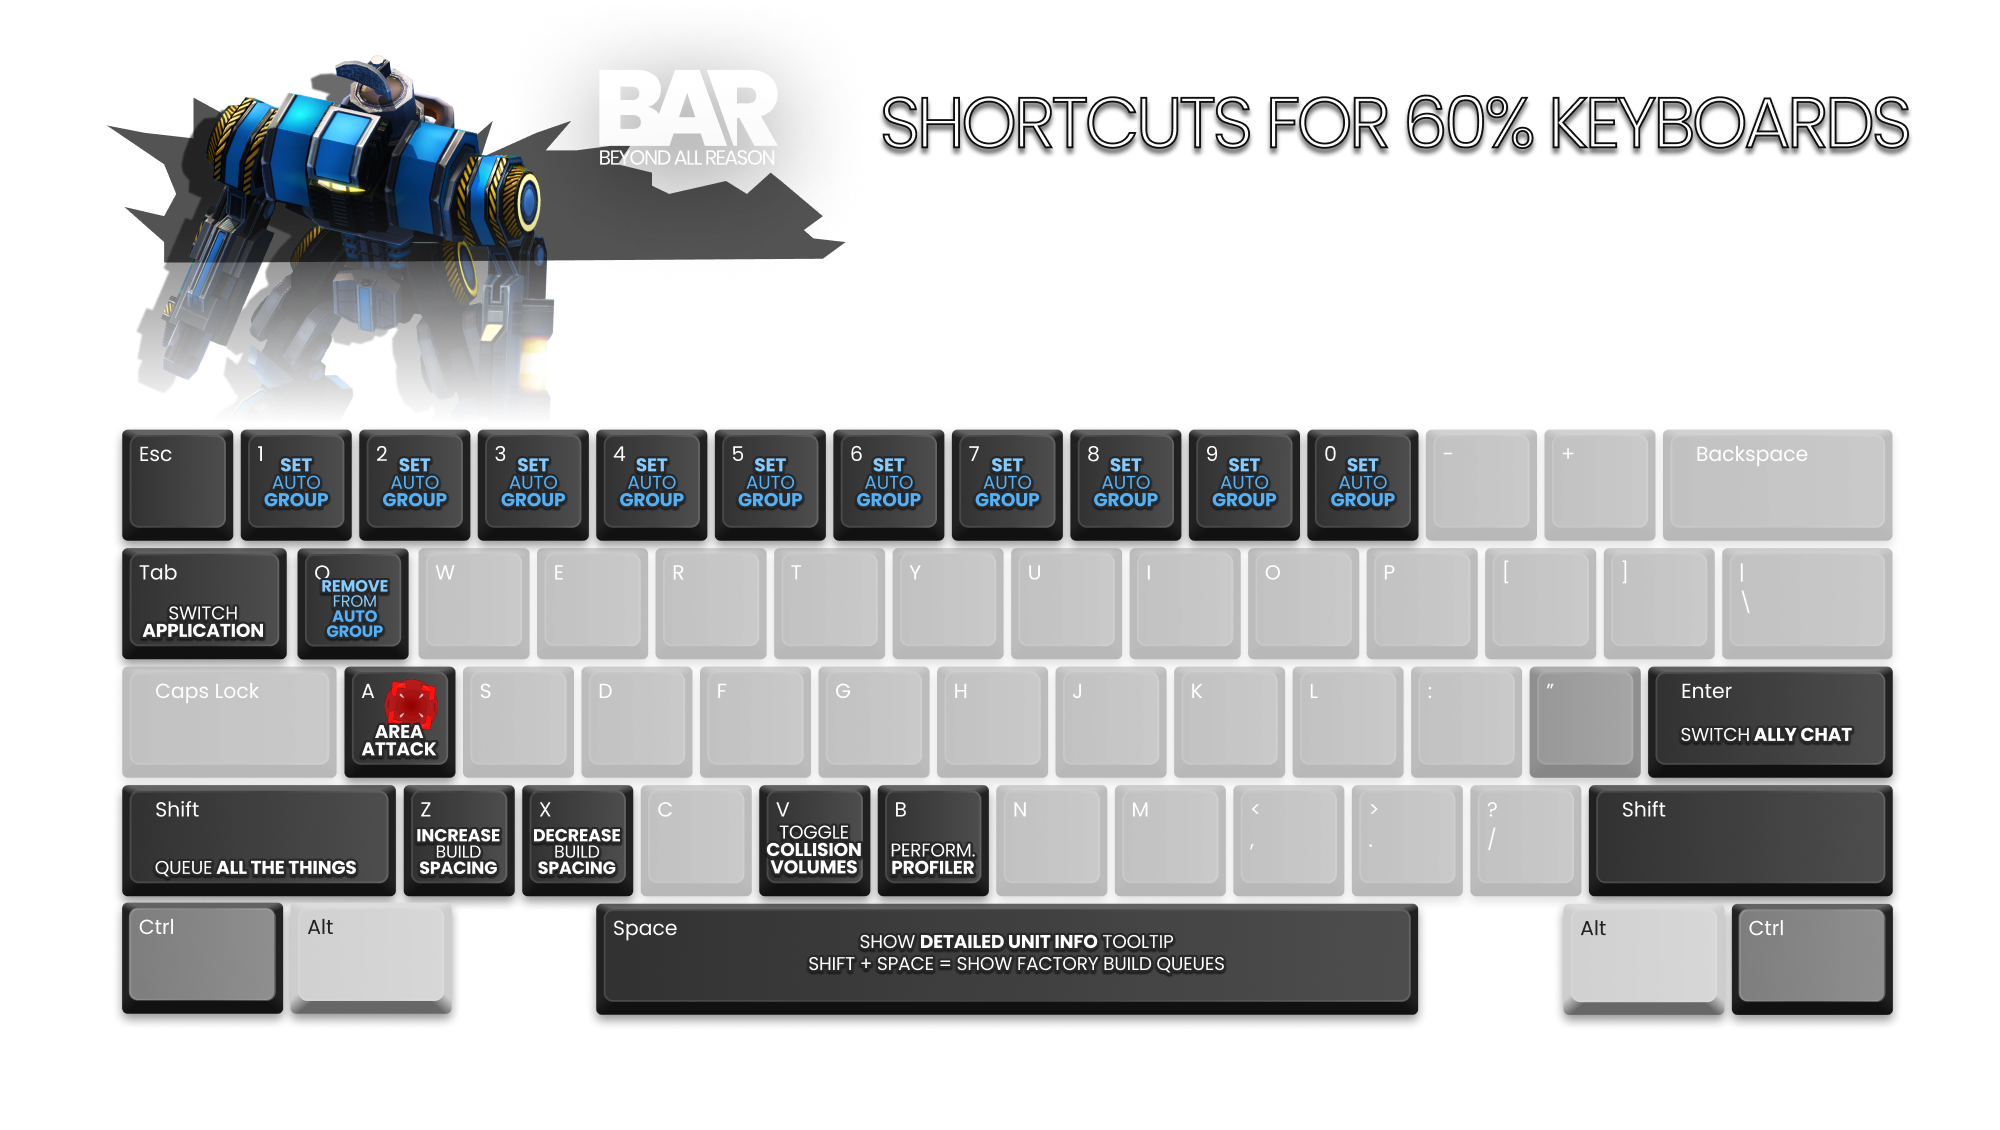 BAR
BEYOND ALL REASON
SHORTCUTS FOR 60% KEYBOARDS
Esc
1
SET
AUTO
GROUP
2
SET
AUTO
GROUP
3
SET
AUTO
GROUP
4
SET
AUTO
GROUP
5
SET
AUTO
GROUP
6
SET
AUTO
GROUP
7
SET
AUTO
GROUP
8
SET
AUTO
GROUP
9
SET
AUTO
GROUP
0
SET
AUTO
GROUP
-
+
Backspace
Tab
SWITCH
APPLICATION
Q
REMOVE
FROM
AUTO
GROUP
W
E
R
T
Y
U
I
O
P
[
]
|
\
Caps Lock
A
AREA
ATTACK
S
D
F
G
H
J
K
L
:
"
Enter
SWITCH ALLY CHAT
Shift
QUEUE ALL THE THINGS
Z
INCREASE
BUILD
SPACING
X
DECREASE
BUILD
SPACING
C
V
TOGGLE
COLLISION
VOLUMES
B
PERFORM.
PROFILER
N
M
<
,
>
.
?
/
Shift
Ctrl
Alt
Space
SHOW DETAILED UNIT INFO TOOLTIP
SHIFT + SPACE = SHOW FACTORY BUILD QUEUES
Alt
Ctrl